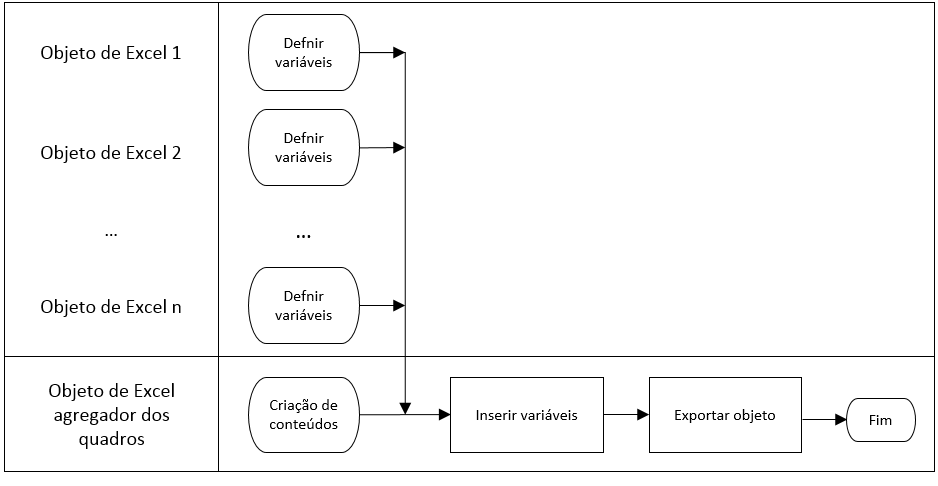 Objeto de Excel 1
Defnir
variáveis
Objeto de Excel 2
Defnir
variáveis
...
...
Objeto de Excel n
Defnir
variáveis
Objeto de Excel
agregador dos
quadros
Criação de
conteúdos
Inserir variáveis
Exportar objeto
Fim